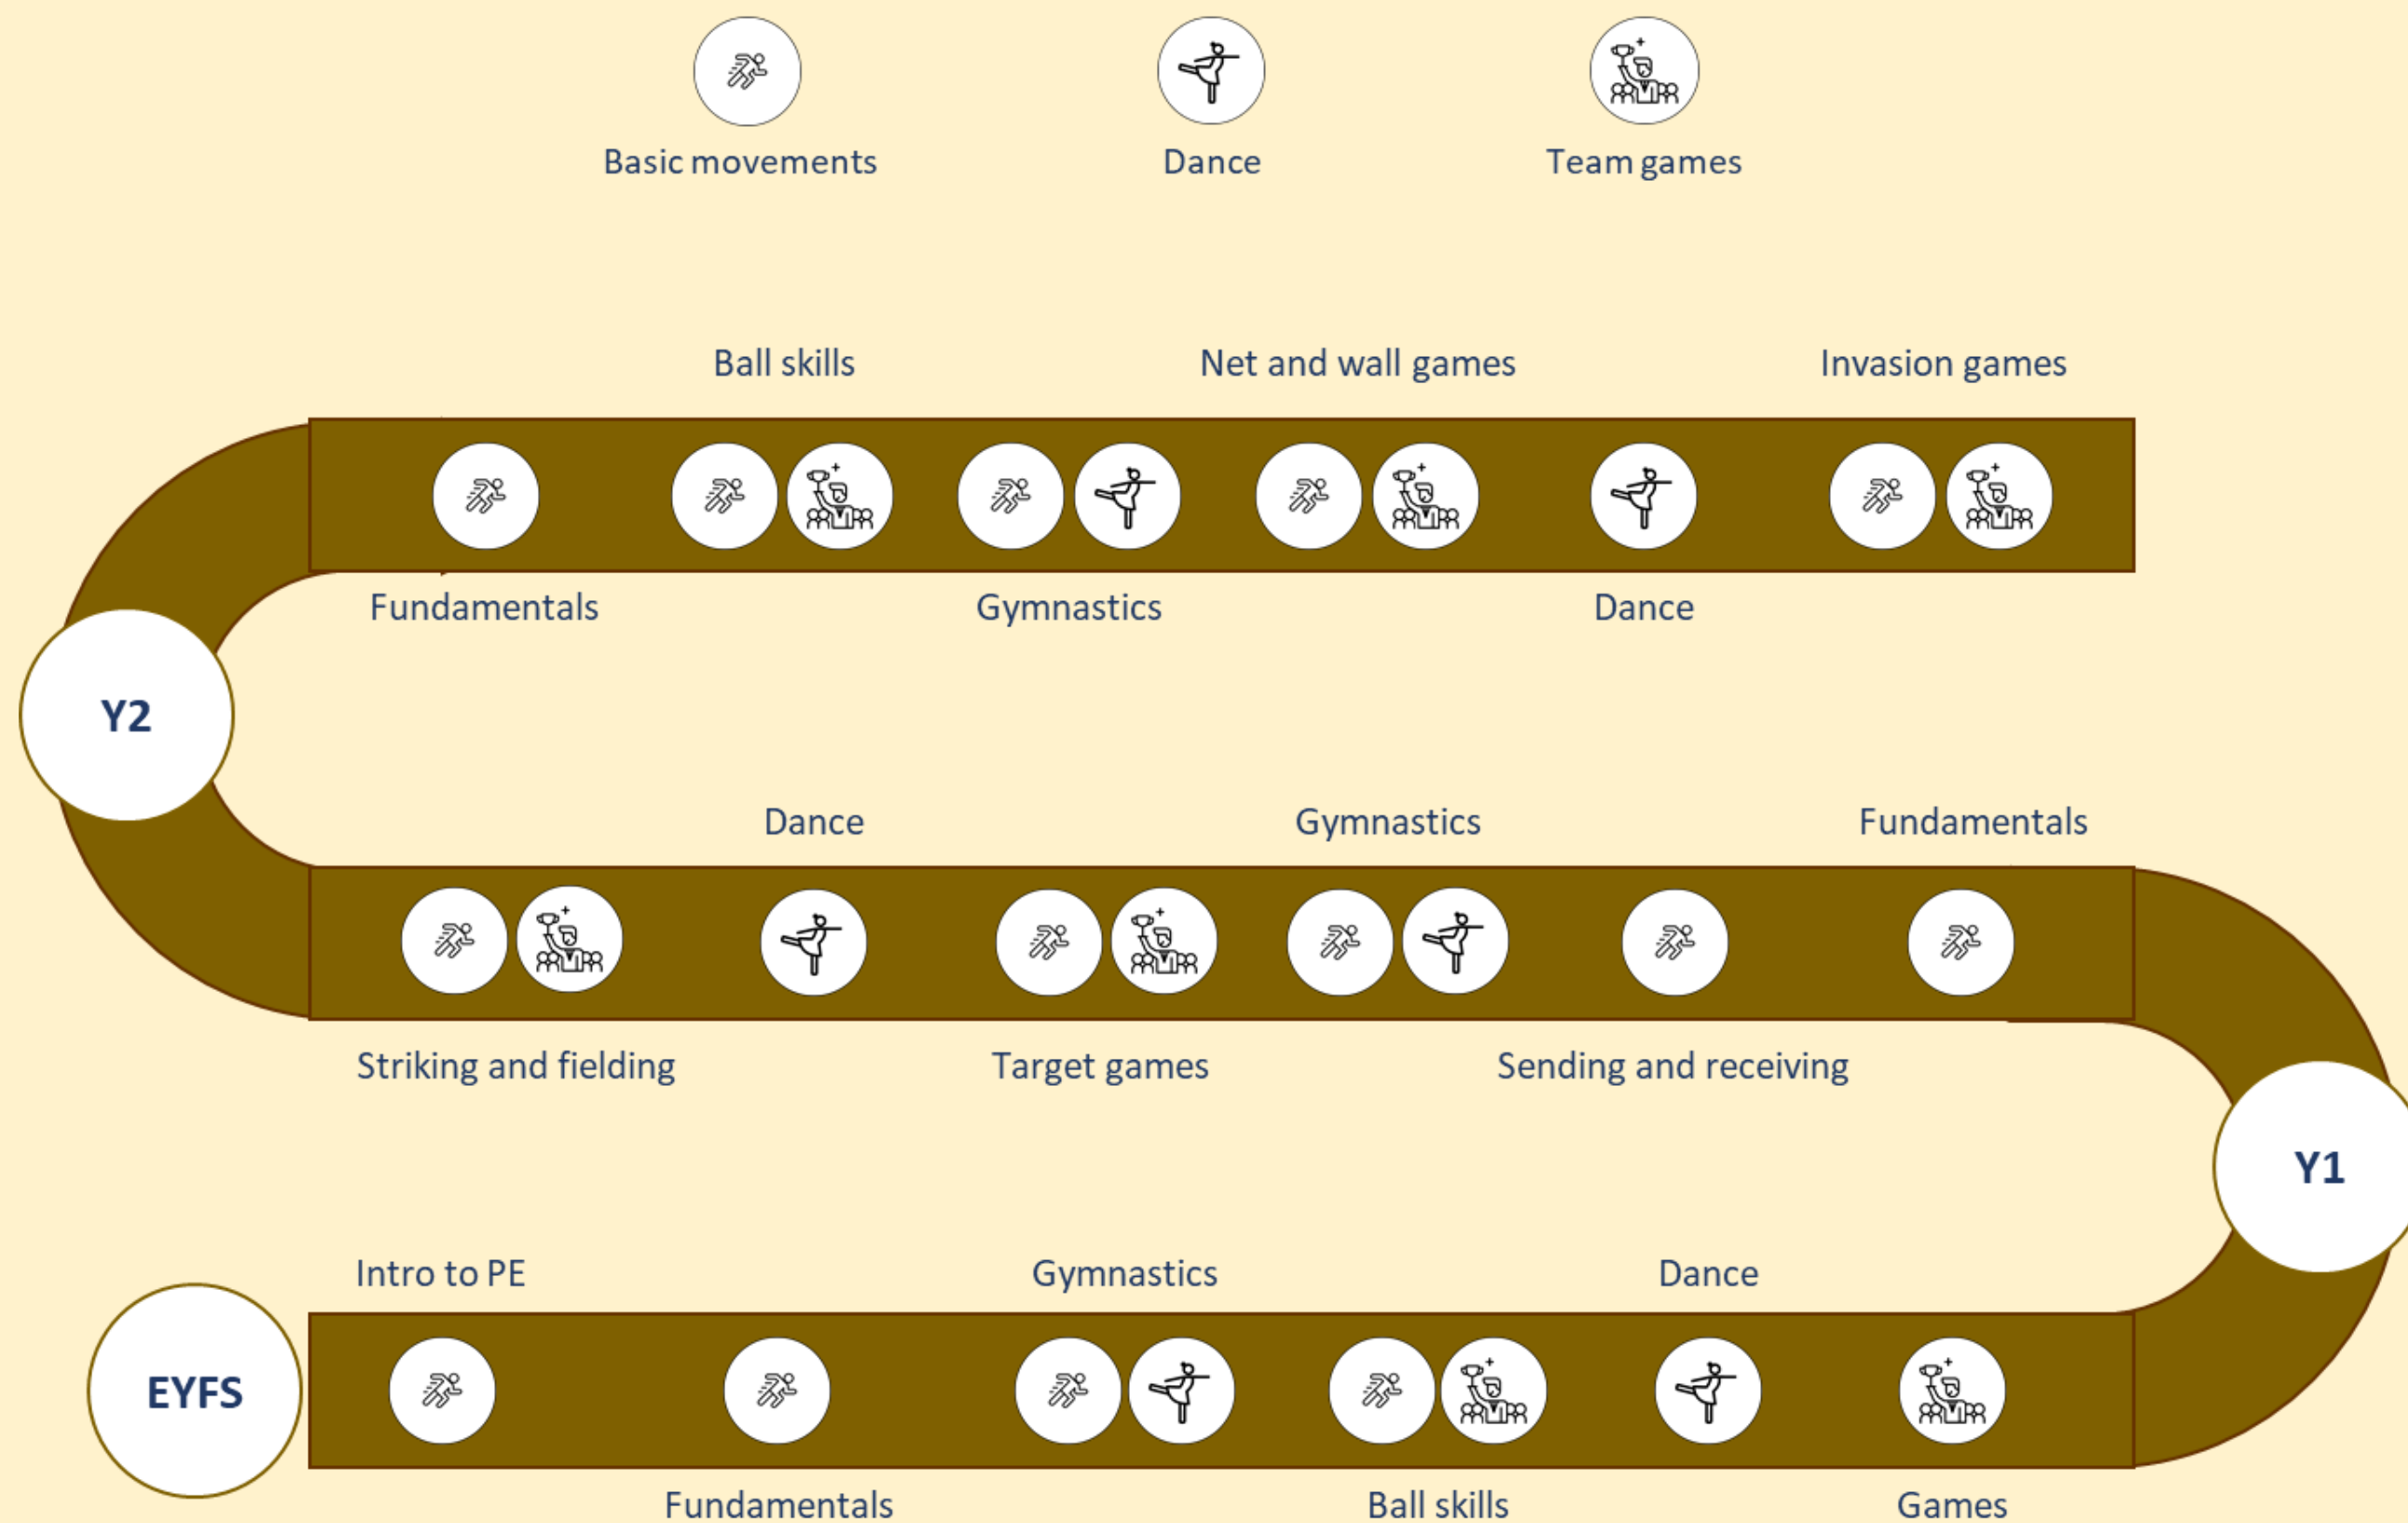 Basic movements
Dance
Team games
Ball skills
Net and wall games
Invasion games
Fundamentals
Gymnastics
Dance
Y2
Dance
Gymnastics
Fundamentals
Striking and fielding
Target games
Sending and receiving
Y1
Intro to PE
Gymnastics
Dance
EYFS
Fundamentals
Ball skills
Games